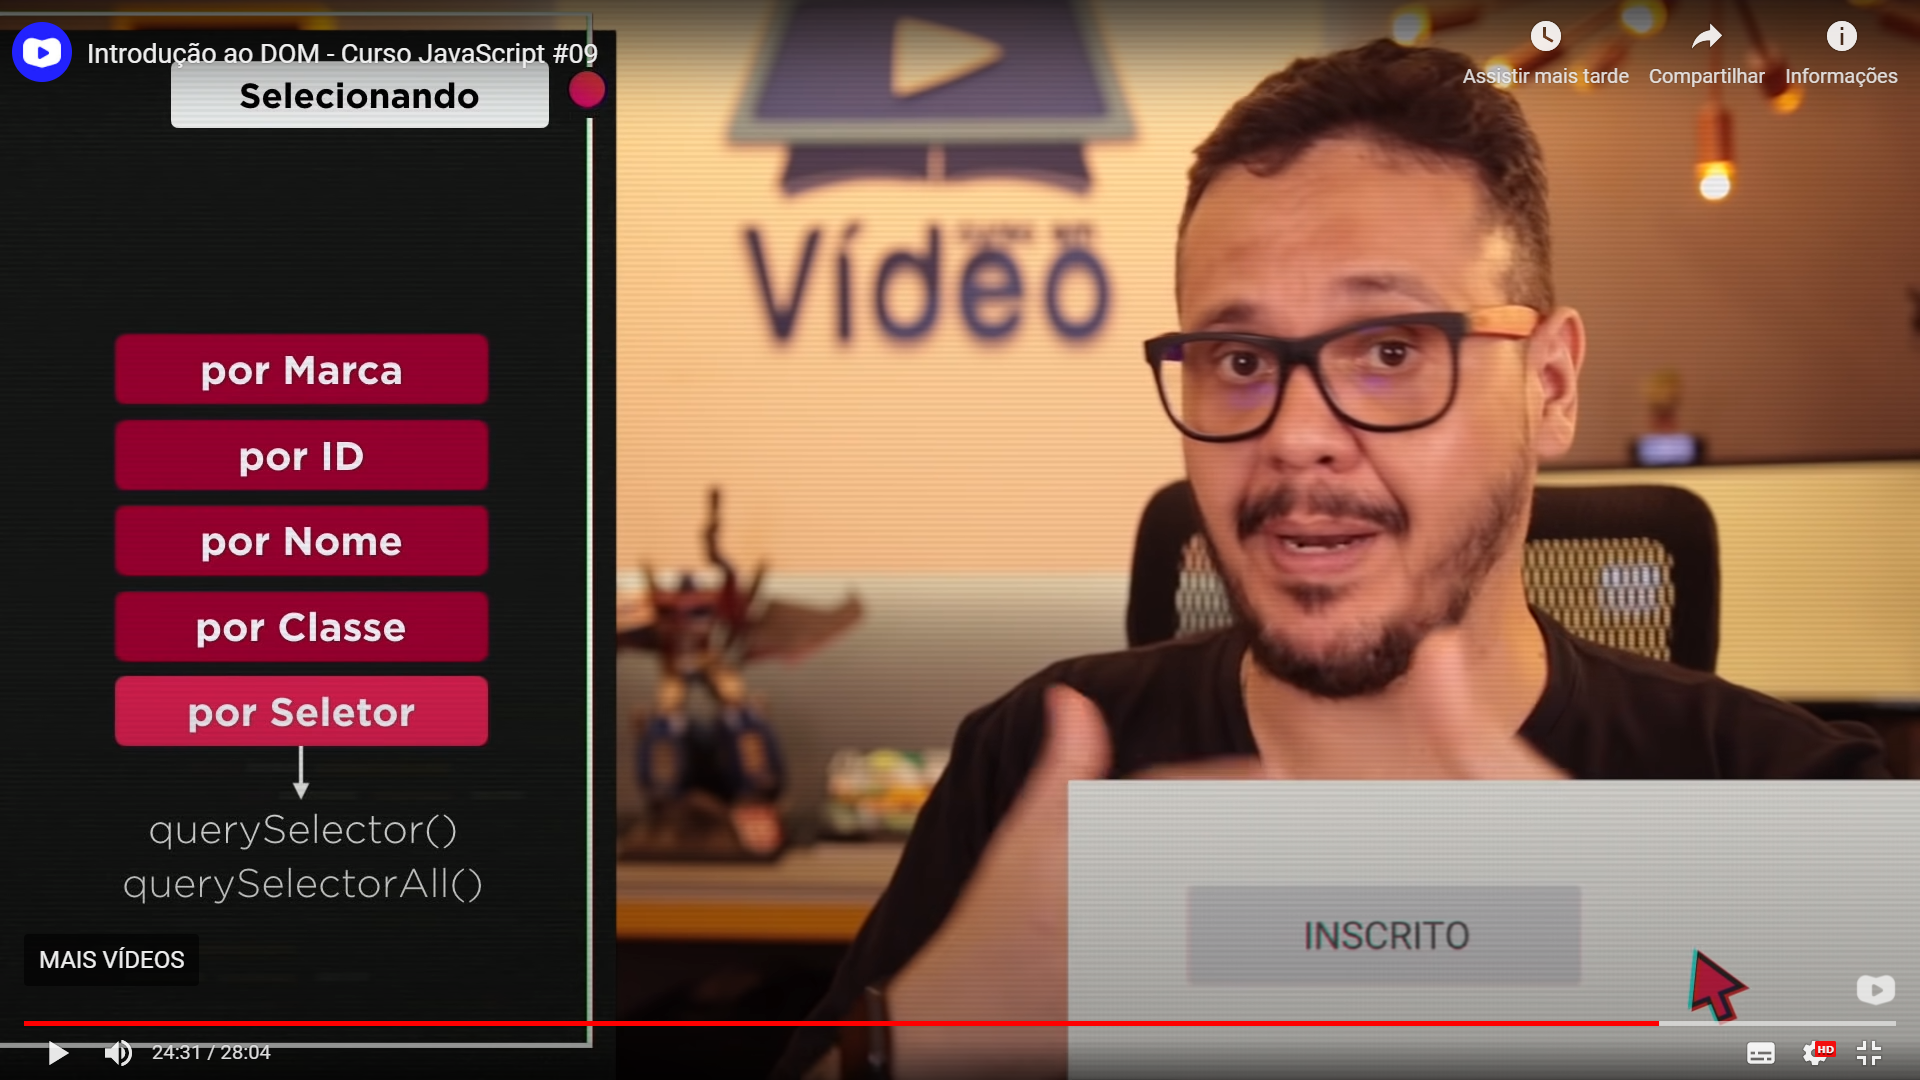 Introdução ao DOM - Curso JavaScript #09
Assistir mais tarde
Compartilhar
Informações
Selecionando
Vídeo
por Marca
por ID
por Nome
por Classe
por Seletor
querySelector()
querySelectorAll()
INSCRITO
MAIS VÍDEOS
24:31 / 28:04
HD